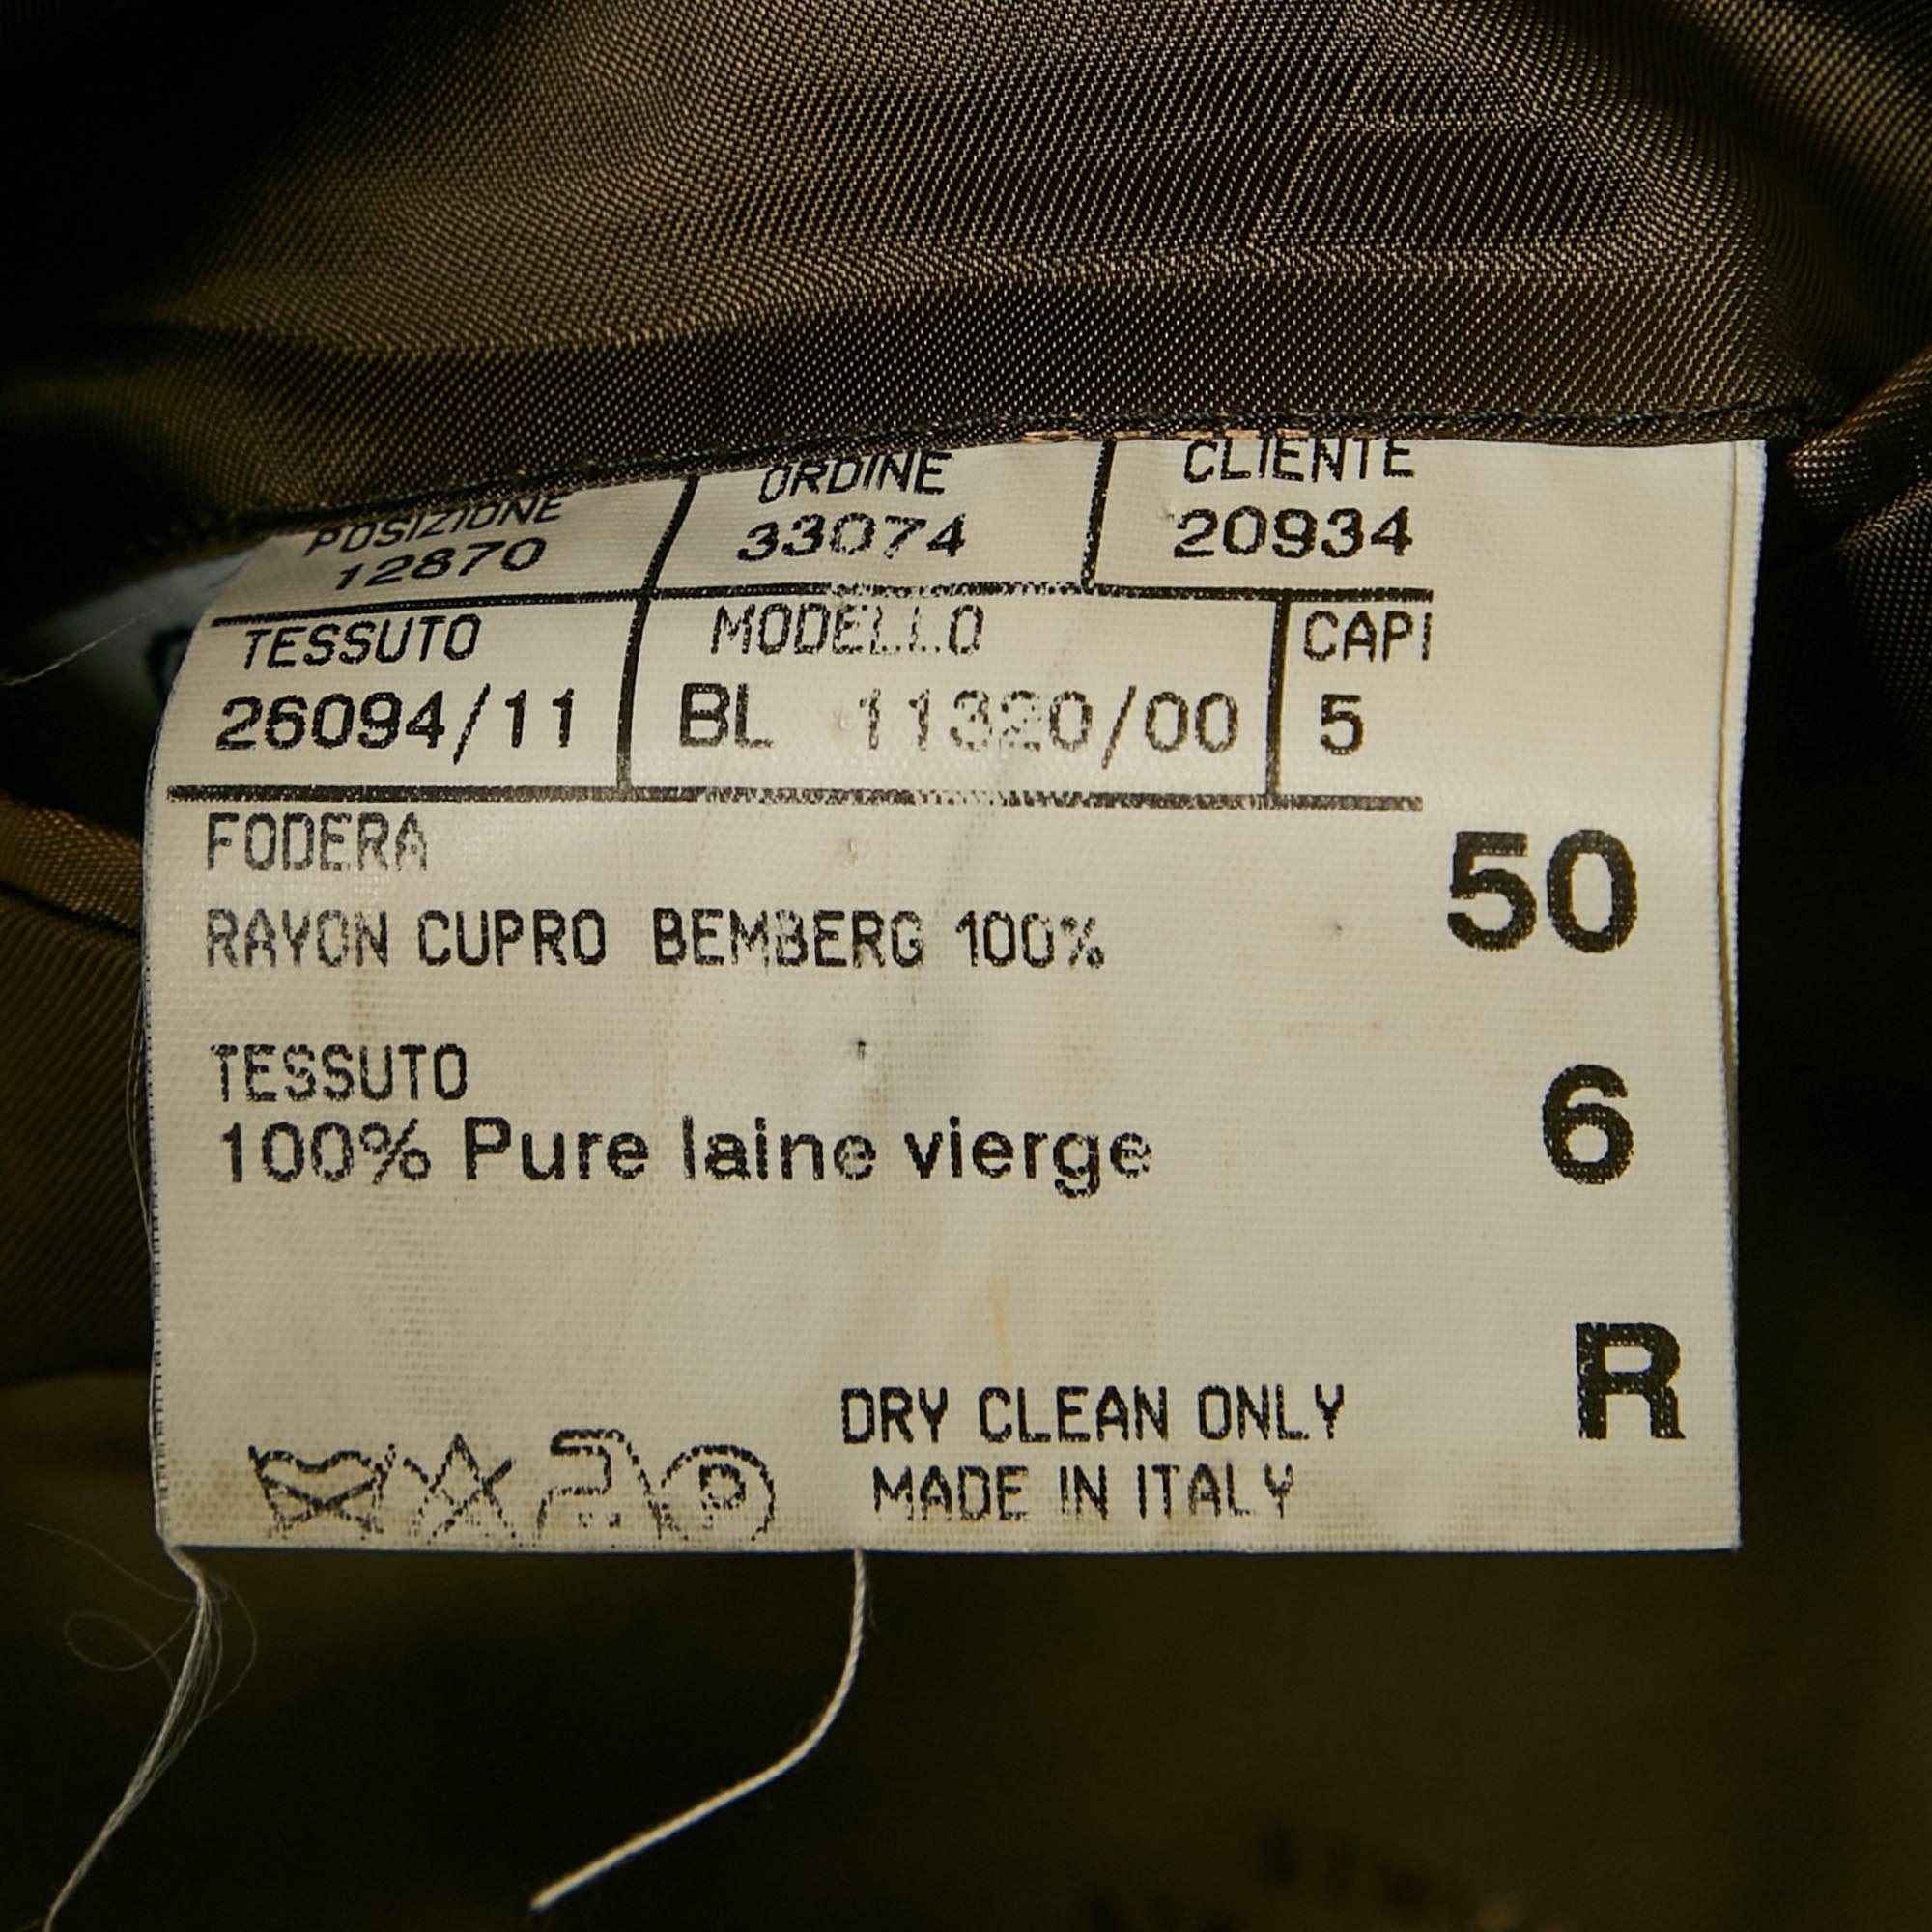 POSIZIONE ORDINE CLIENTE
12870 33074 20934
TESSUTO MODELLO CAPI
26094/11 BL 11320/00 5
FODERA
50
RAYON CUPRO BEMBERG 100%
TESSUTO
6
100% Pure laine vierge
R
DRY CLEAN ONLY
P MADE IN ITALY